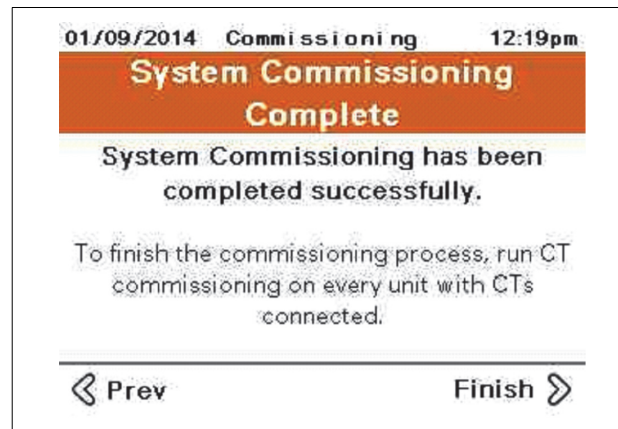 01/09/2014 Commissioning 12:19pm
System Commissioning
Complete
System Commissioning has been
completed successfully.
To finish the commissioning process, run CT
commissioning on every unit with CTs
connected.
Prev Finish